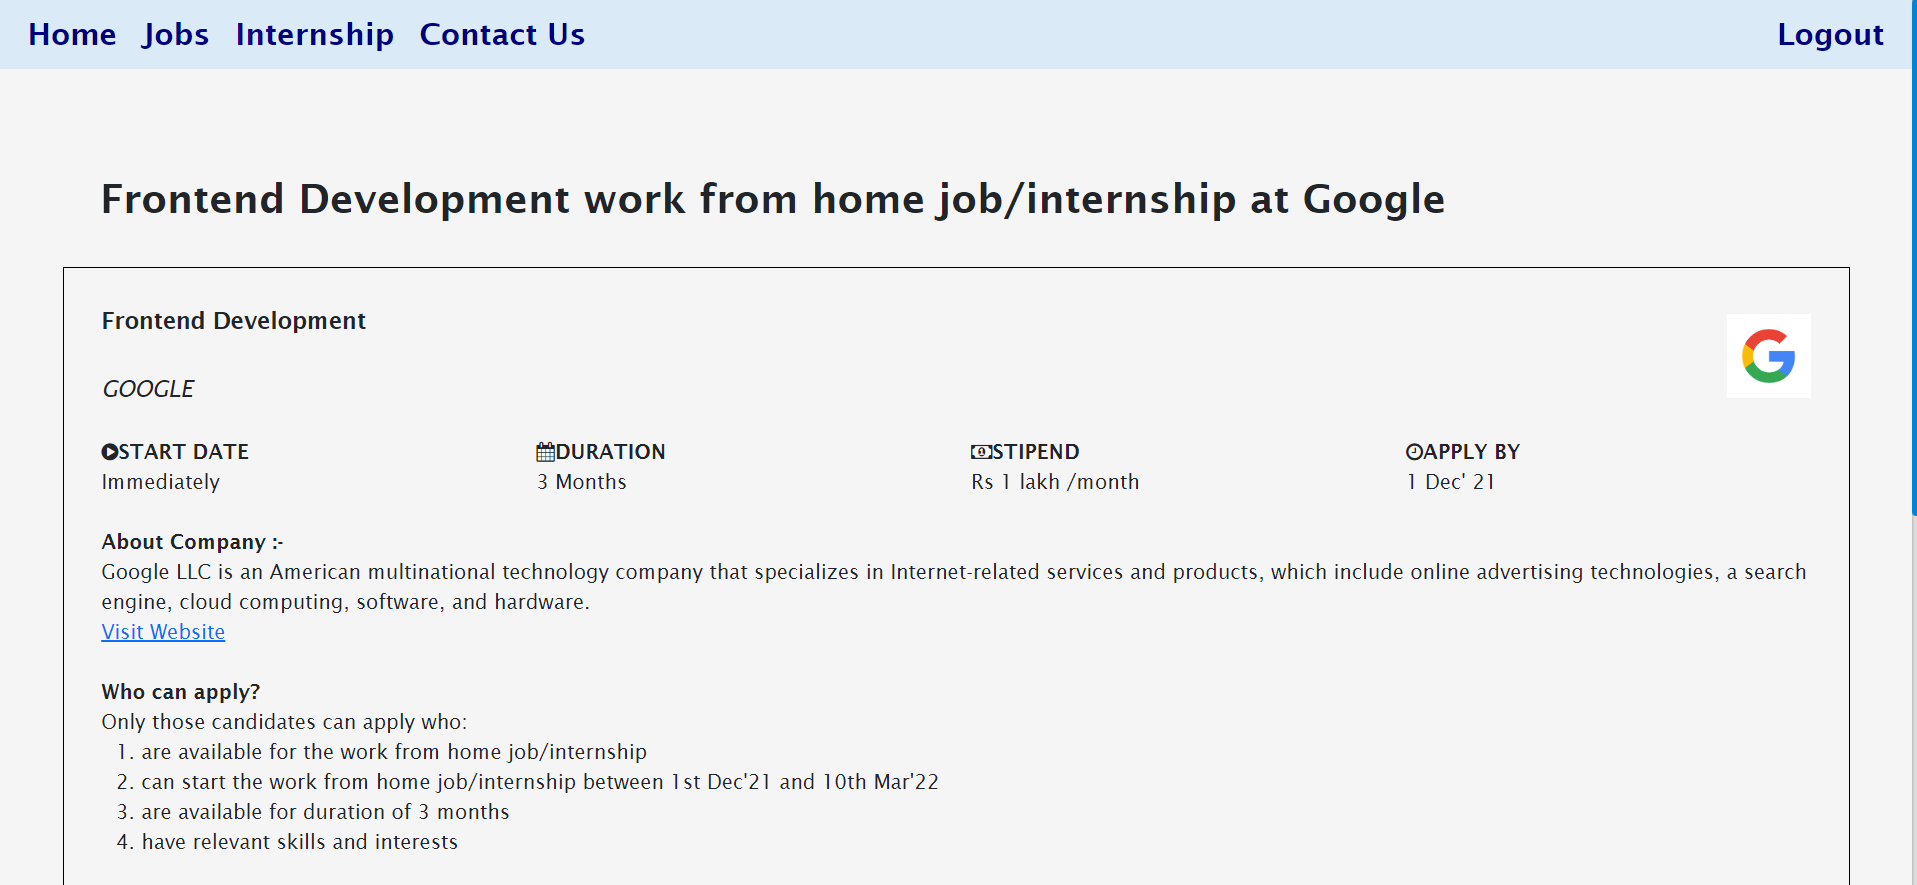 Home Jobs Internship Contact Us Logout
Frontend Development work from home job/internship at Google
Frontend Development
GOOGLE
START DATE DURATION STIPEND APPLY BY
Immediately 3 Months Rs 1 lakh /month 1 Dec' 21
About Company :-
Google LLC is an American multinational technology company that specializes in Internet-related services and products, which include online advertising technologies, a search
engine, cloud computing, software, and hardware.
Visit Website
Who can apply?
Only those candidates can apply who:
1. are available for the work from home job/internship
2. can start the work from home job/internship between 1st Dec'21 and 10th Mar'22
3. are available for duration of 3 months
4. have relevant skills and interests